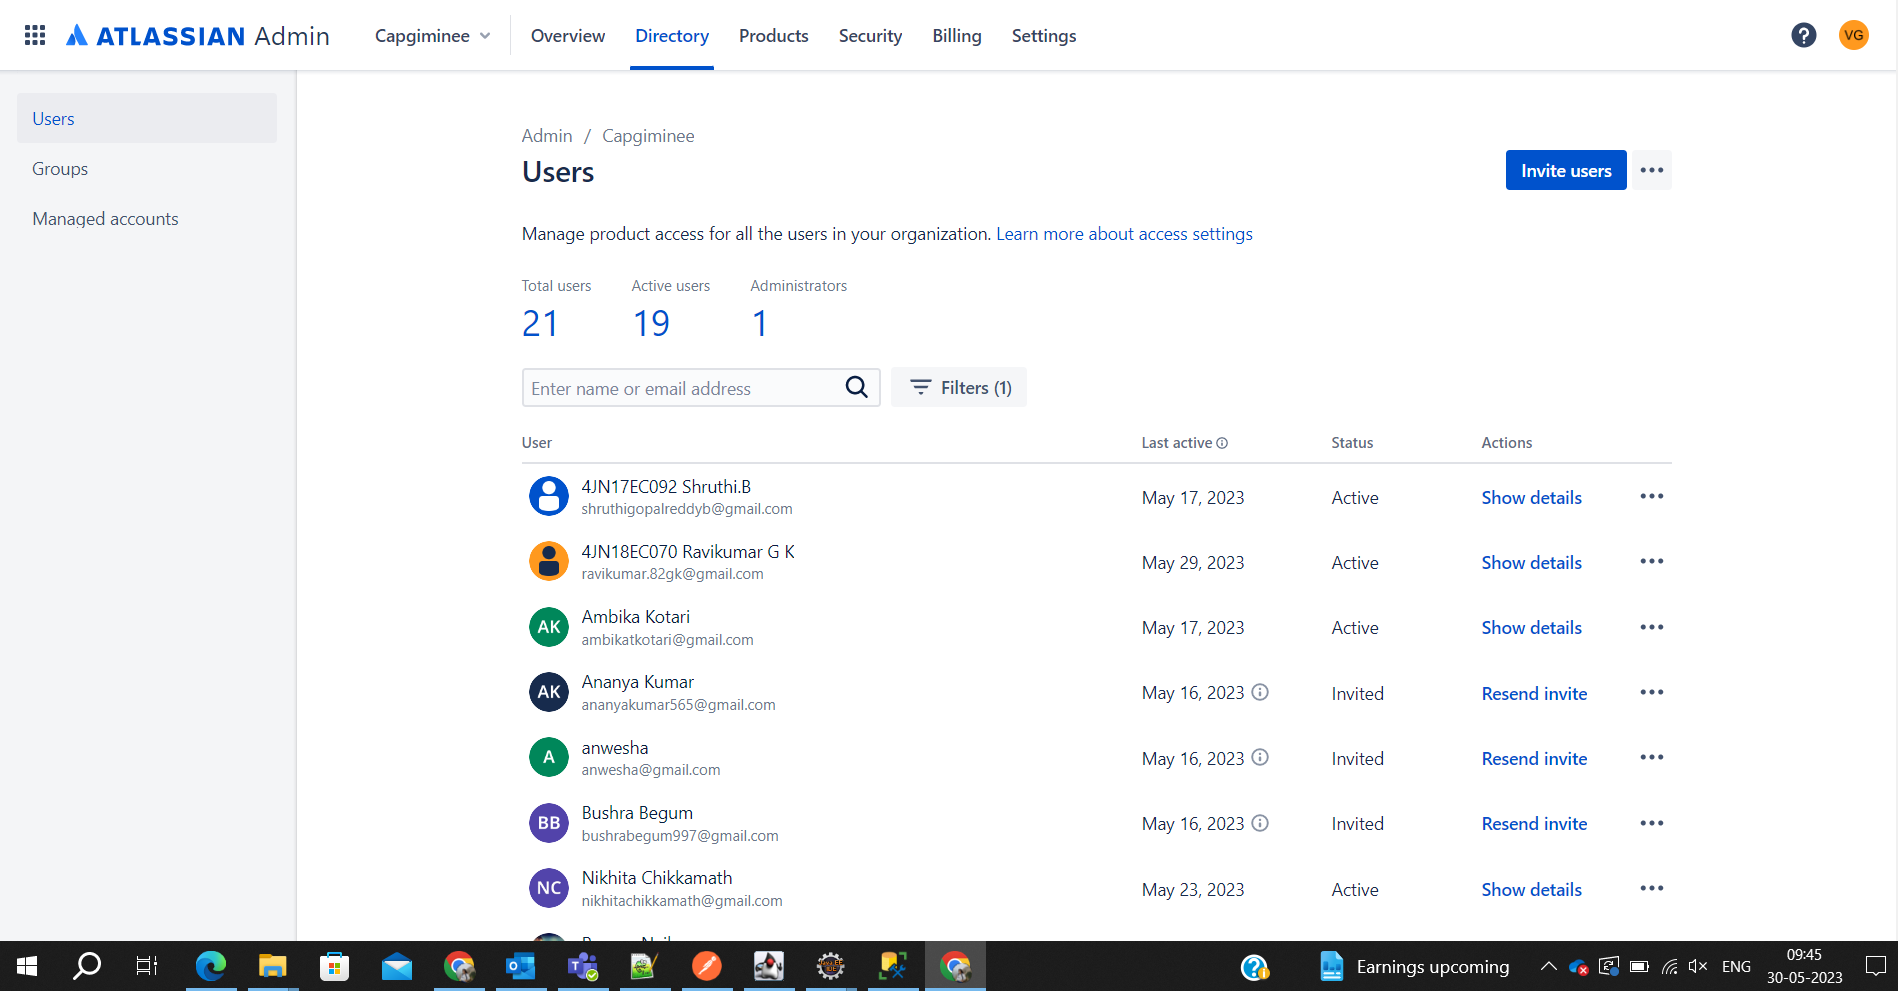 ATLASSIAN Admin Capgiminee Overview Directory Products Security Billing Settings VG
Users
Groups
Managed accounts
Admin / Capgiminee
Users
Invite users
Manage product access for all the users in your organization. Learn more about access settings
Total users Active users Administrators
21 19 1
Enter name or email address Filters (1)
User Last active Status Actions
4JN17EC092 Shruthi.B
shruthigopalreddyb@gmail.com
May 17, 2023 Active Show details
4JN18EC070 Ravikumar G K
ravikumar.82gk@gmail.com
May 29, 2023 Active Show details
AK Ambika Kotari
ambikatkotari@gmail.com
May 17, 2023 Active Show details
AK Ananya Kumar
ananyakumar565@gmail.com
May 16, 2023 Invited Resend invite
A anwesha
anwesha@gmail.com
May 16, 2023 Invited Resend invite
BB Bushra Begum
bushrabegum997@gmail.com
May 16, 2023 Invited Resend invite
NC Nikhita Chikkamath
nikhitachikkamath@gmail.com
May 23, 2023 Active Show details
Earnings upcoming ENG 09:45
30-05-2023